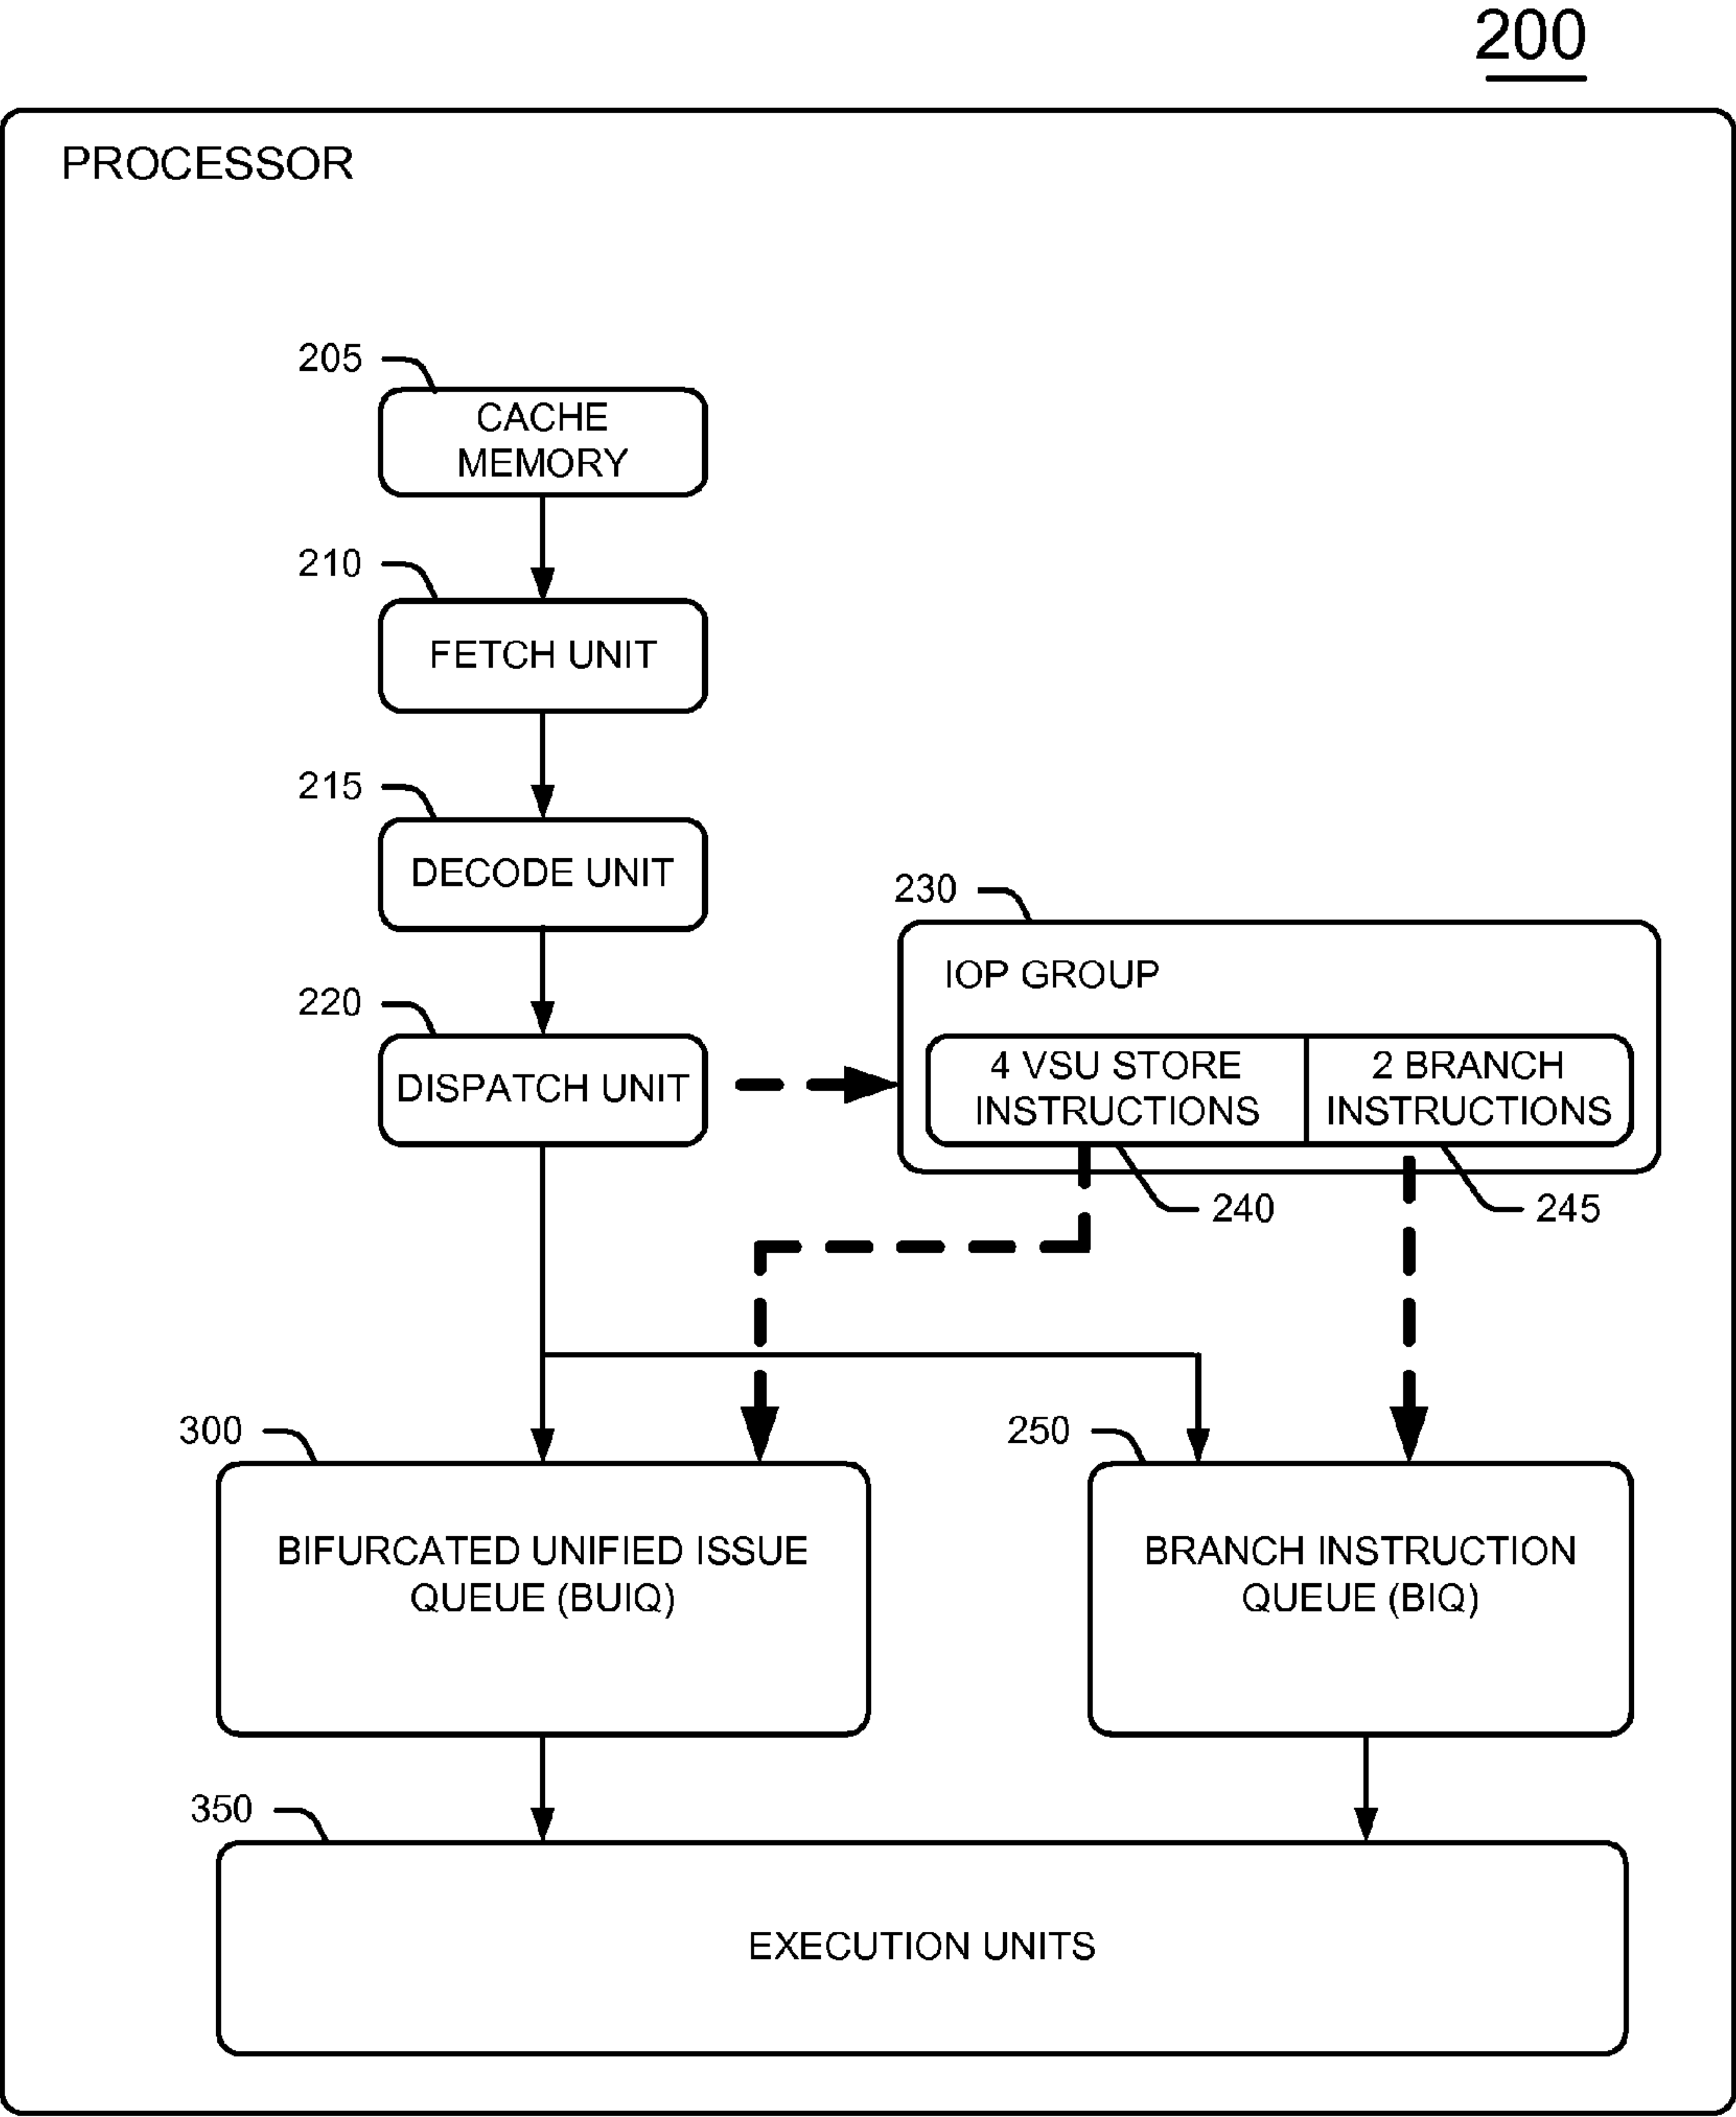 200
PROCESSOR
205
CACHE
MEMORY
210
FETCH UNIT
215
DECODE UNIT
230
IOP GROUP
220
DISPATCH UNIT
4 VSU STORE
INSTRUCTIONS
2 BRANCH
INSTRUCTIONS
240
245
300
250
BIFURCATED UNIFIED ISSUE
QUEUE (BUIQ)
BRANCH INSTRUCTION
QUEUE (BIQ)
350
EXECUTION UNITS